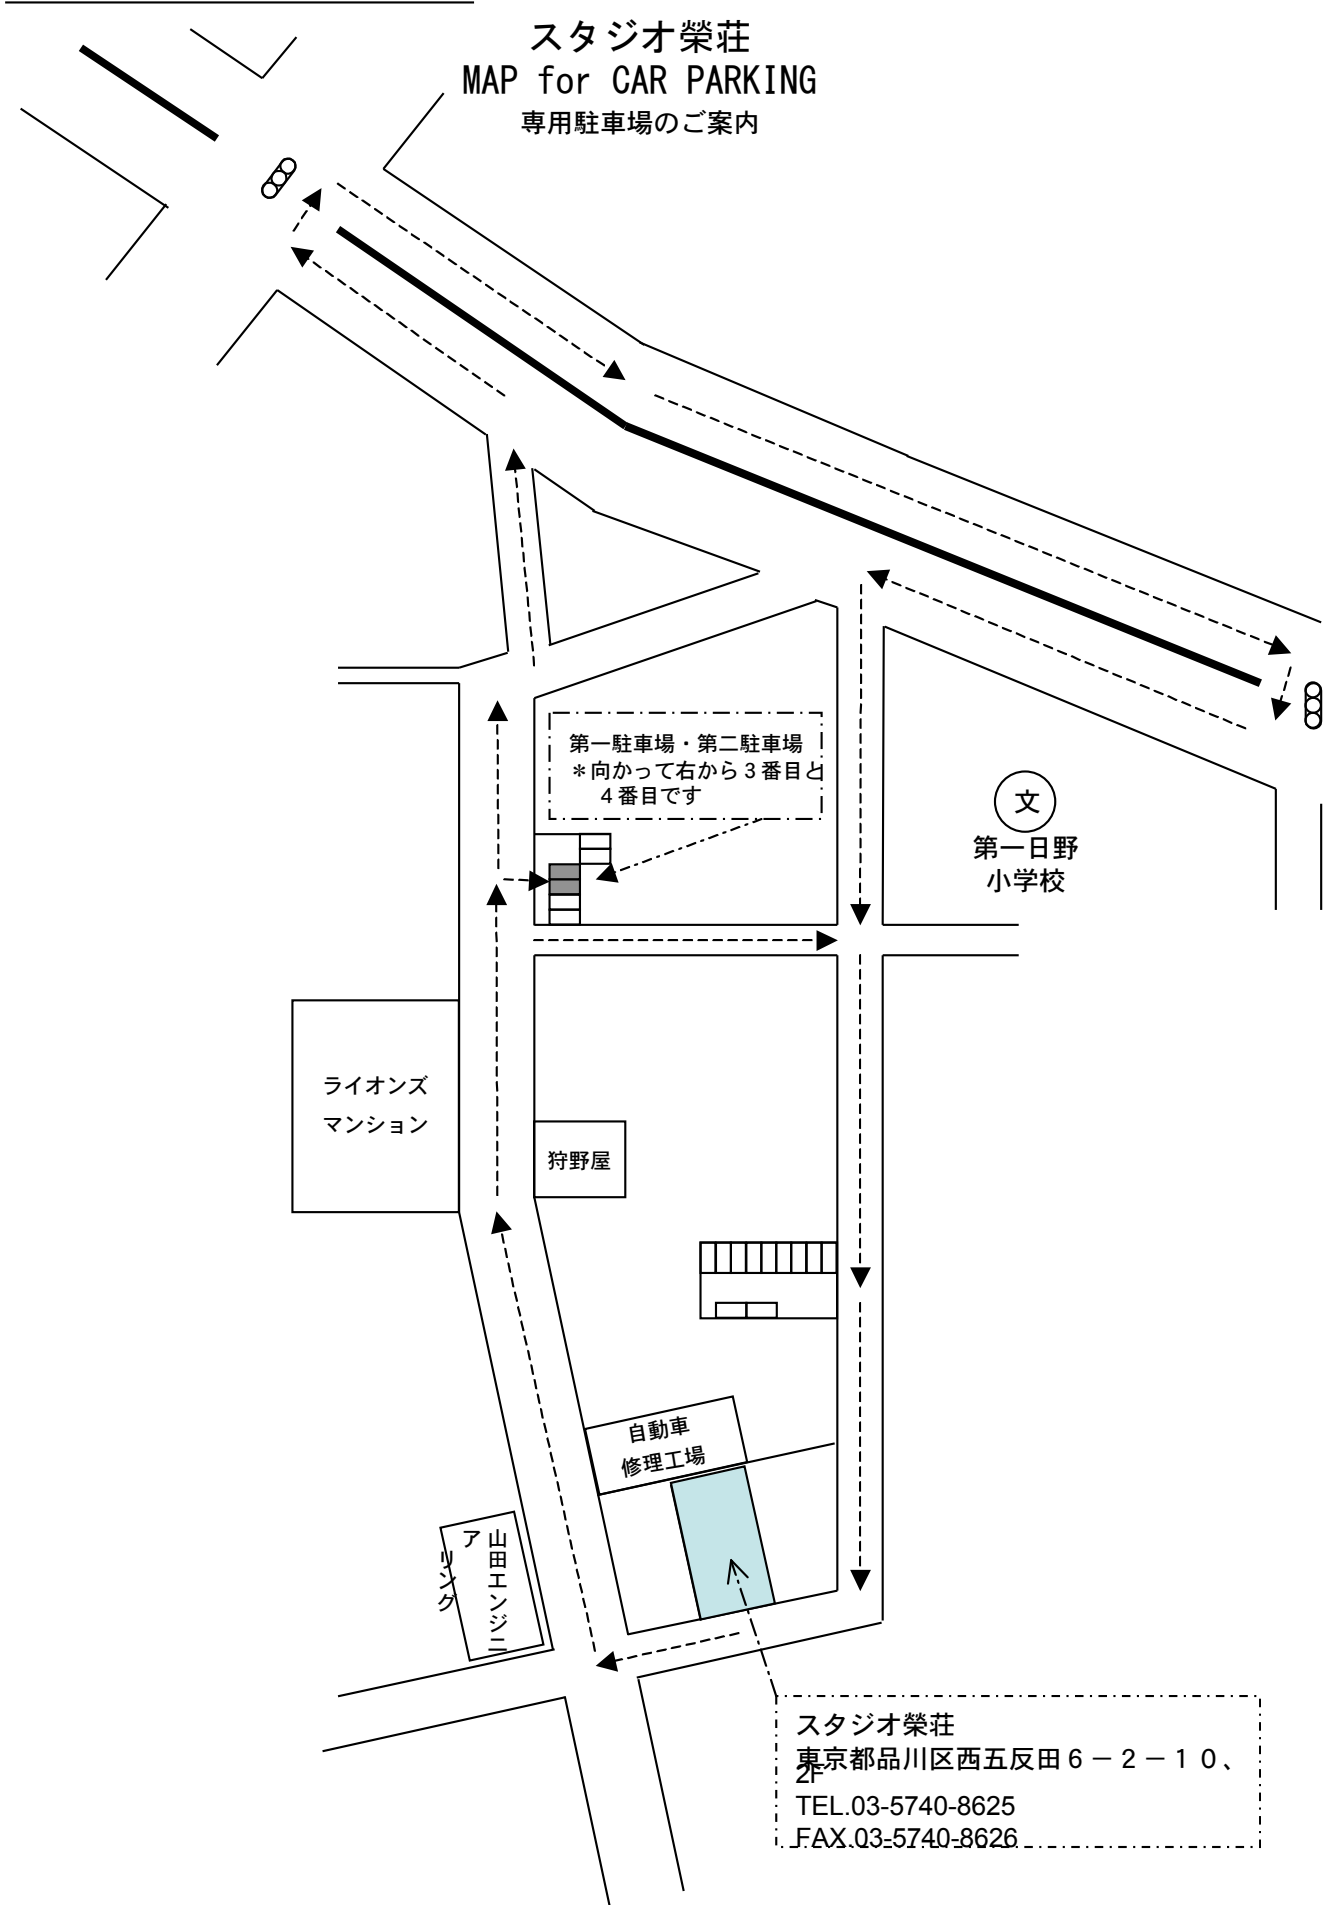 スタジオ榮荘
MAP for CAR PARKING
専用駐車場のご案内
第一駐車場・第二駐車場
＊向かって右から３番目と
４番目です
文
第一日野
小学校
ライオンズ
マンション
狩野屋
自動車
修理工場
山田エンジニ
ア
リング
スタジオ榮荘
東京都品川区西五反田６－２－１０、
2F
TEL.03-5740-8625
FAX.03-5740-8626